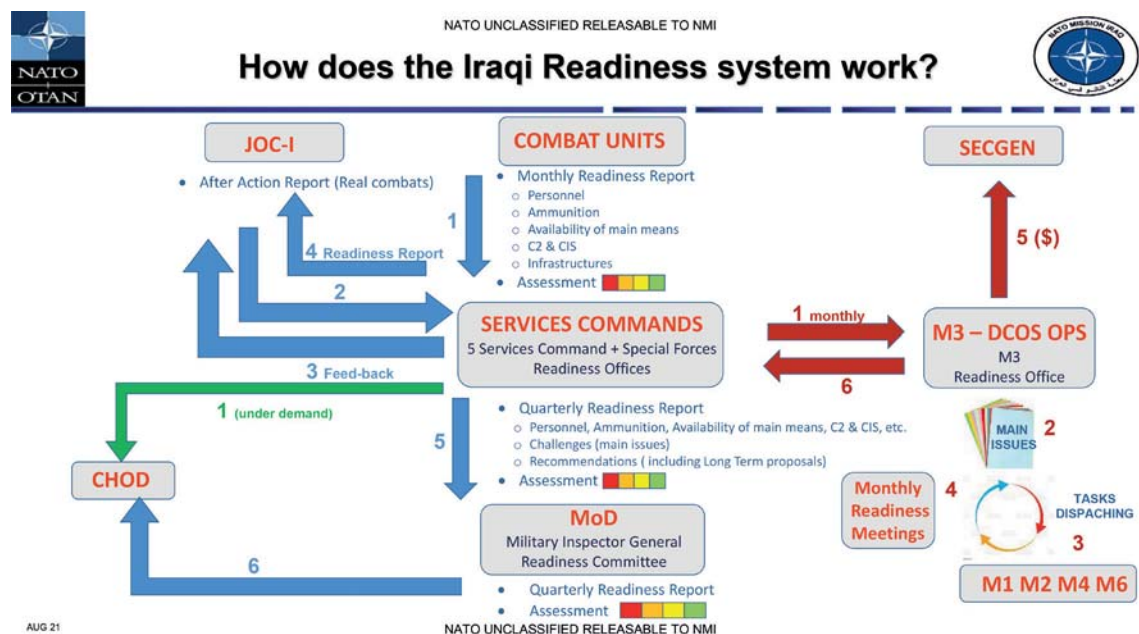 NATO UNCLASSIFIED RELEASABLE TO NMI
NATO
OTAN
How does the Iraqi Readiness system work?
NATO MISSION IRAQ
JOC-I
• After Action Report (Real combats)
COMBAT UNITS
• Monthly Readiness Report
○ Personnel
○ Ammunition
○ Availability of main means
○ C2 & CIS
○ Infrastructures
• Assessment
1
4 Readiness Report
2
SERVICES COMMANDS
5 Services Command + Special Forces
Readiness Offices
3 Feed-back
1 (under demand)
5
• Quarterly Readiness Report
○ Personnel, Ammunition, Availability of main means, C2 & CIS, etc.
○ Challenges (main issues)
○ Recommendations ( including Long Term proposals)
• Assessment
CHOD
MoD
Military Inspector General
Readiness Committee
6
• Quarterly Readiness Report
• Assessment
SECGEN
5 ($)
1 monthly
6
M3 – DCOS OPS
M3
Readiness Office
MAIN
ISSUES
2
Monthly
Readiness
Meetings
4
TASKS
DISPACHING
3
M1 M2 M4 M6
AUG 21
NATO UNCLASSIFIED RELEASABLE TO NMI